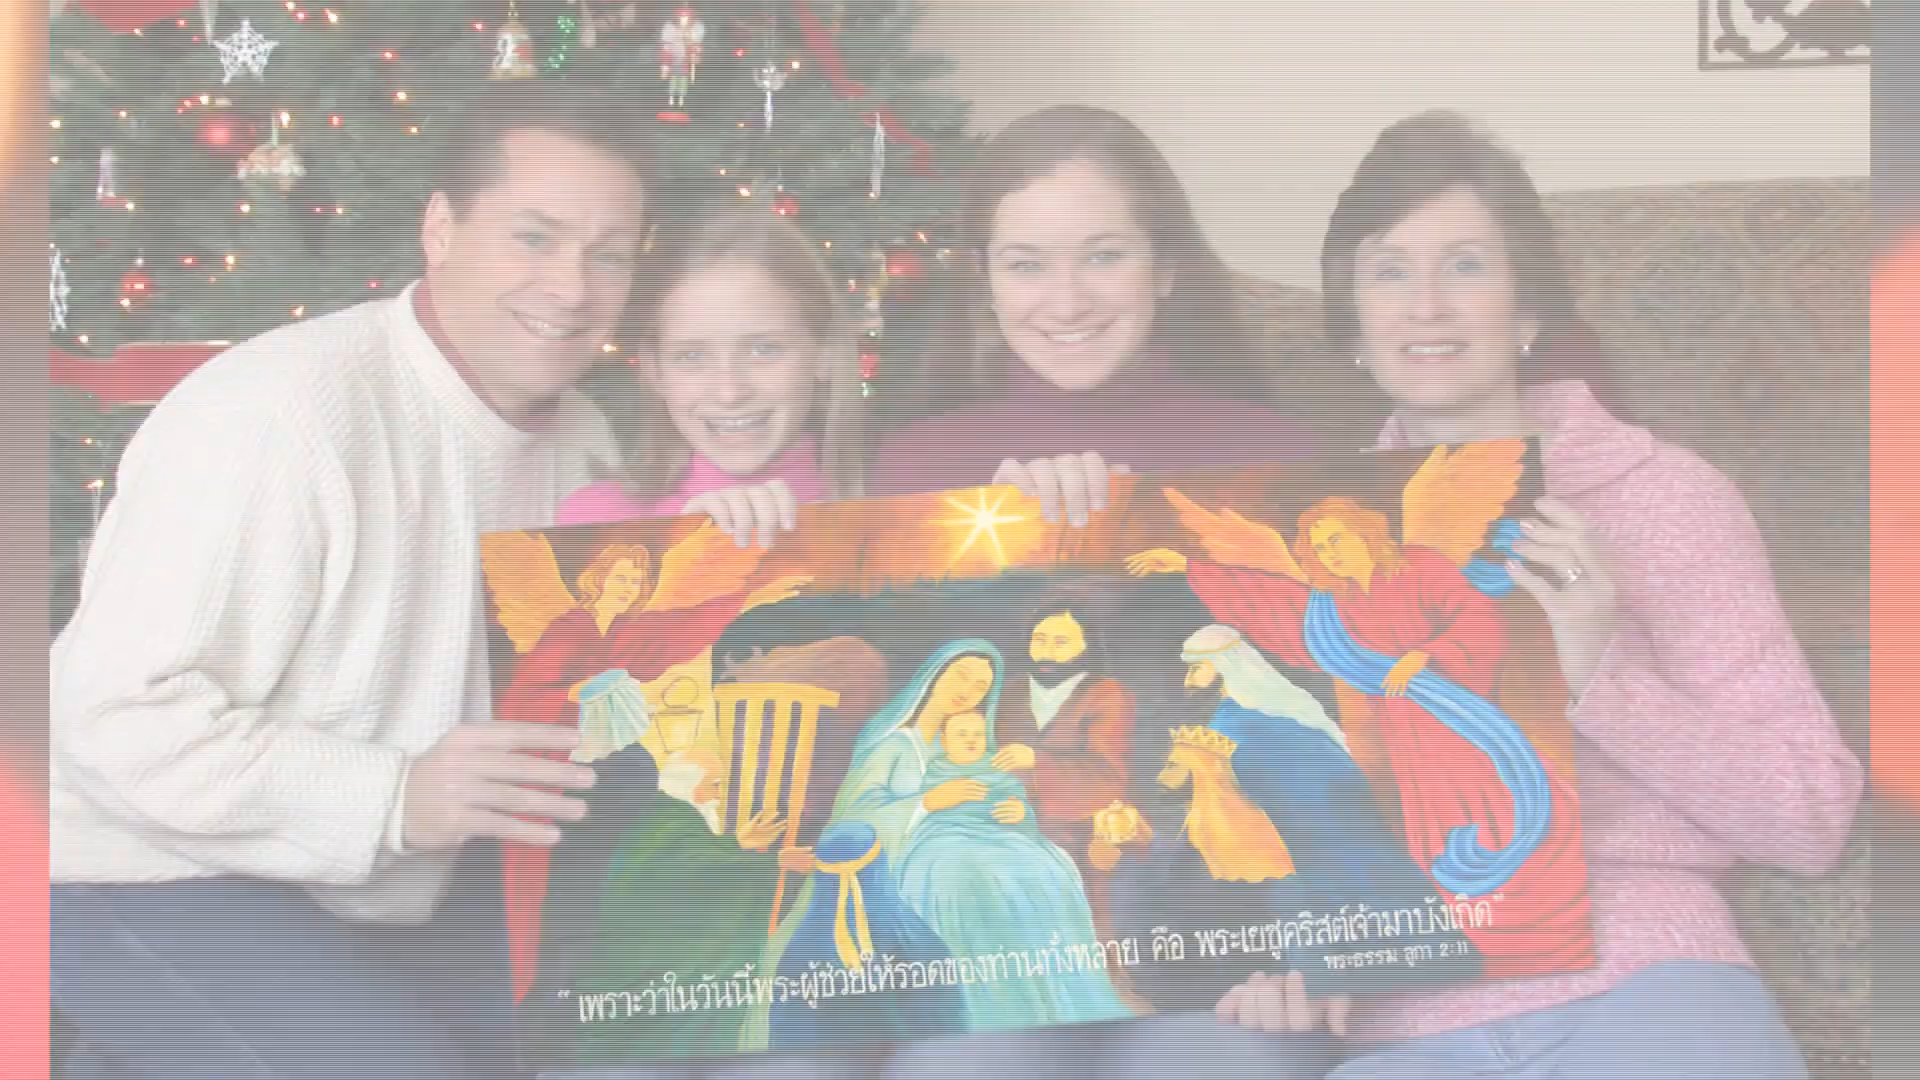 “ เพราะว่าในวันนี้พระผู้ช่วยให้รอดของท่านทั้งหลาย คือ พระเยซูคริสต์เจ้ามาบังเกิด”
พระธรรม ลูกา 2:11